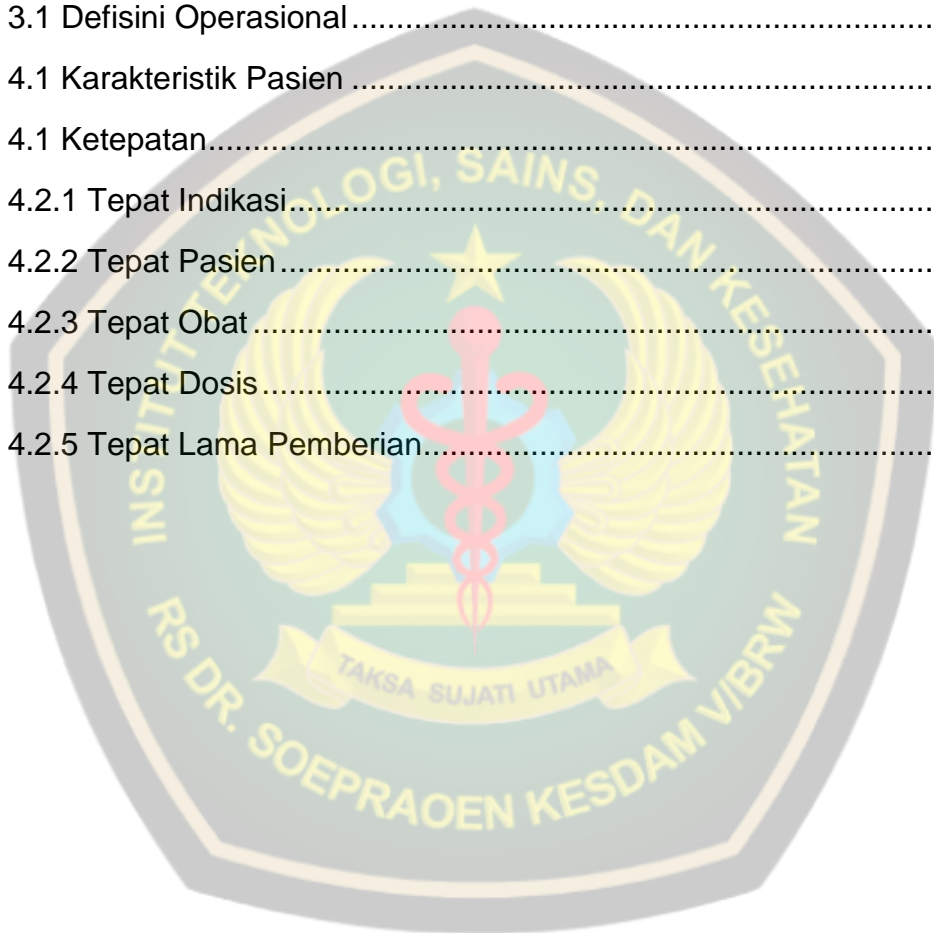 3.1 Defisini Operasional........................................................................
4.1 Karakteristik Pasien ........................................................................
4.1 Ketepatan........................................................................................
4.2.1 Tepat Indikasi...............................................................................
4.2.2 Tepat Pasien ................................................................................
4.2.3 Tepat Obat ...................................................................................
4.2.4 Tepat Dosis..................................................................................
4.2.5 Tepat Lama Pemberian................................................................
INSTITUT TEKNOLOGI, SAINS, DAN KESEHATAN
TAKSA SUJATI UTAMA
RS DR. SOEPRAOEN KESDAM V/BRW